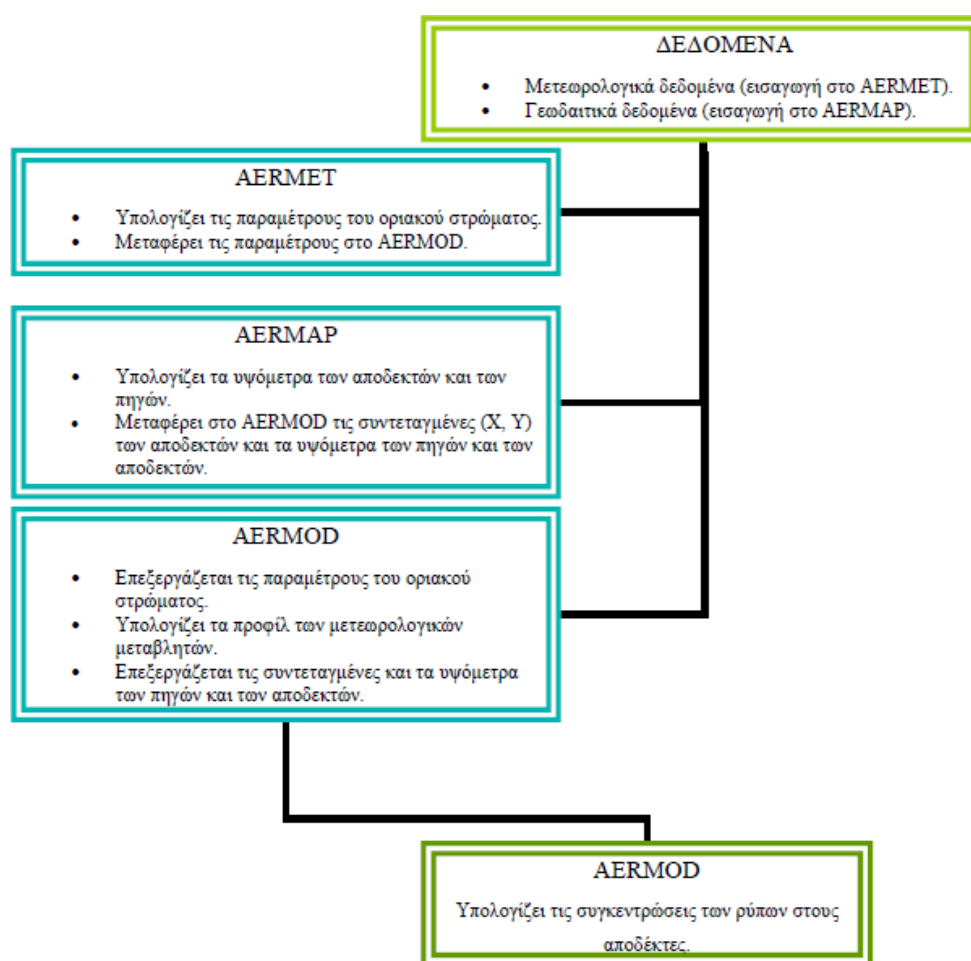 ΔΕΔΟΜΕΝΑ
• Μετεωρολογικά δεδομένα (εισαγωγή στο AERMET).
• Γεωδαιτικά δεδομένα (εισαγωγή στο AERMAP).
AERMET
• Υπολογίζει τις παραμέτρους του οριακού στρώματος.
• Μεταφέρει τις παραμέτρους στο AERMOD.
AERMAP
• Υπολογίζει τα υψόμετρα των αποδεκτών και των
πηγών.
• Μεταφέρει στο AERMOD τις συντεταγμένες (X, Y)
των αποδεκτών και τα υψόμετρα των πηγών και των
αποδεκτών.
AERMOD
• Επεξεργάζεται τις παραμέτρους του οριακού
στρώματος.
• Υπολογίζει τα προφίλ των μετεωρολογικών
μεταβλητών.
• Επεξεργάζεται τις συντεταγμένες και τα υψόμετρα
των πηγών και των αποδεκτών.
AERMOD
Υπολογίζει τις συγκεντρώσεις των ρύπων στους
αποδέκτες.